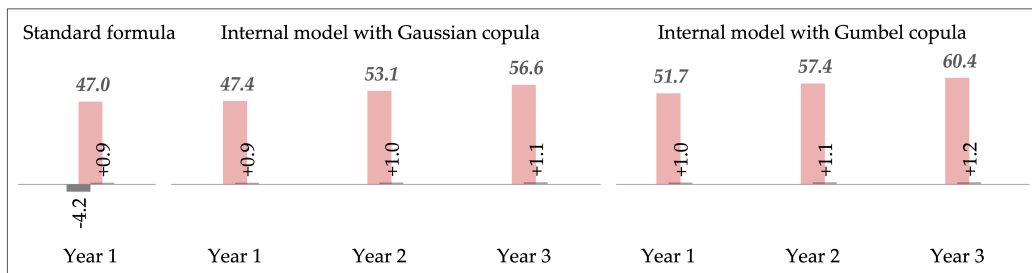 Standard formula
Internal model with Gaussian copula
Internal model with Gumbel copula
47.0
47.4
53.1
56.6
51.7
57.4
60.4
+0.9
+0.9
+1.0
+1.1
+1.0
+1.1
+1.2
-4.2
Year 1
Year 1
Year 2
Year 3
Year 1
Year 2
Year 3